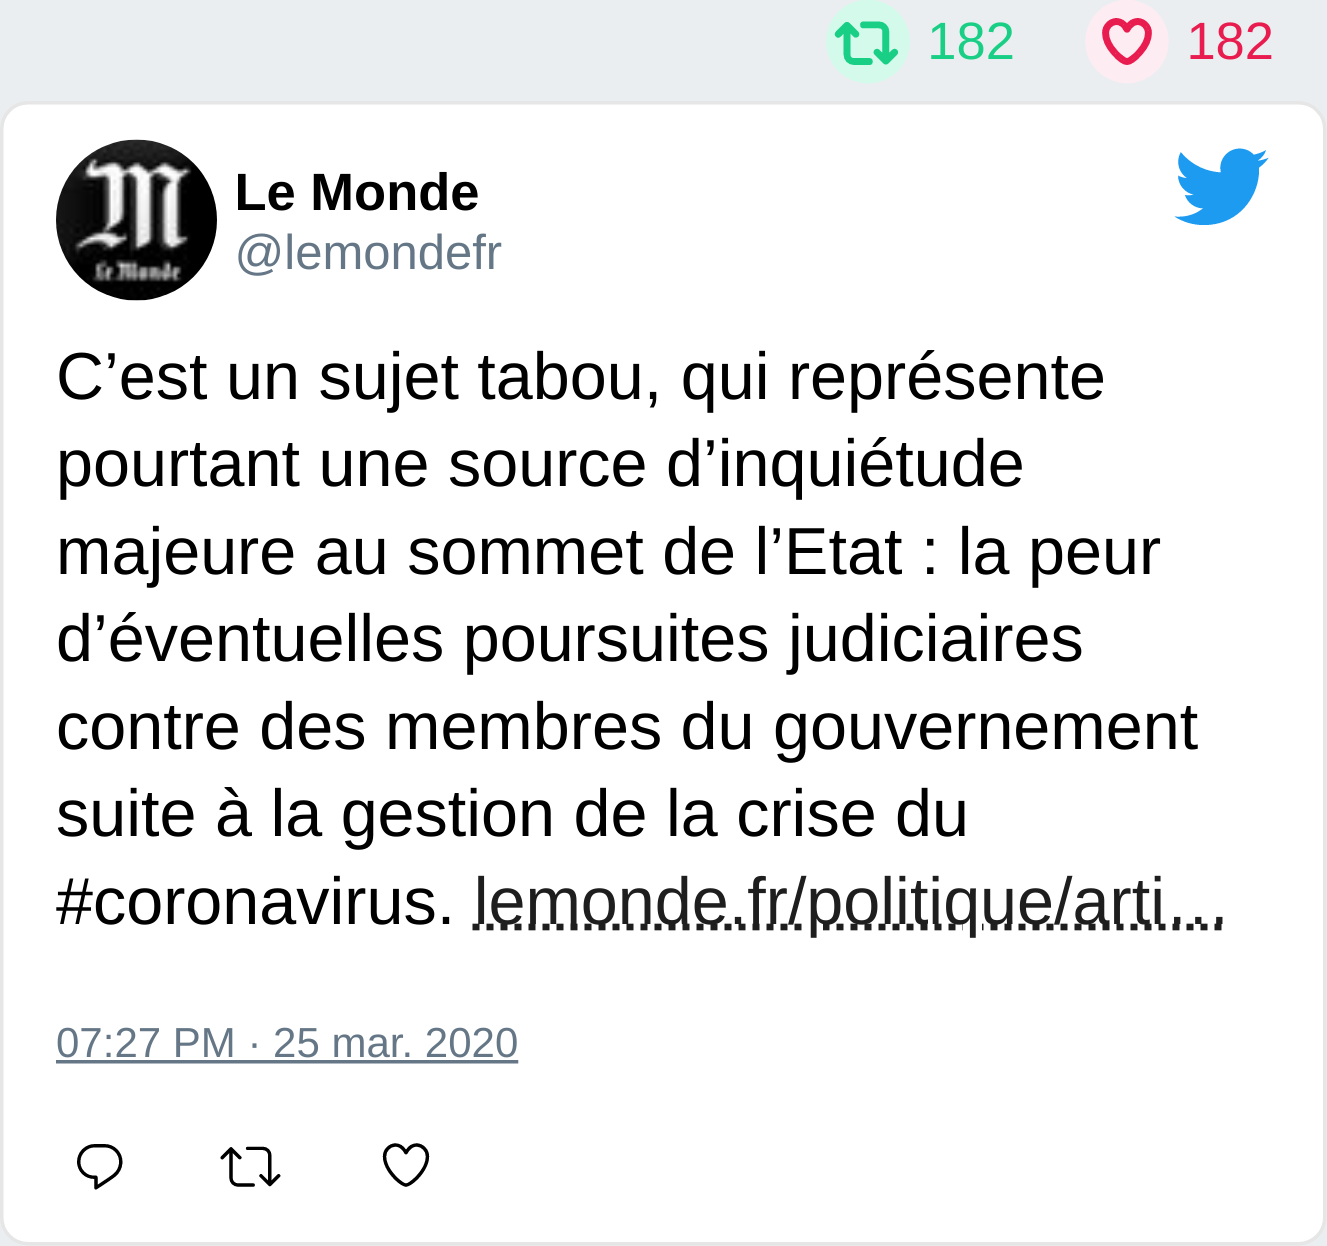 182 182
Le Monde
Le Monde
@lemondefr
C’est un sujet tabou, qui représente
pourtant une source d’inquiétude
majeure au sommet de l’Etat : la peur
d’éventuelles poursuites judiciaires
contre des membres du gouvernement
suite à la gestion de la crise du
#coronavirus. lemonde.fr/politique/arti…
07:27 PM · 25 mar. 2020